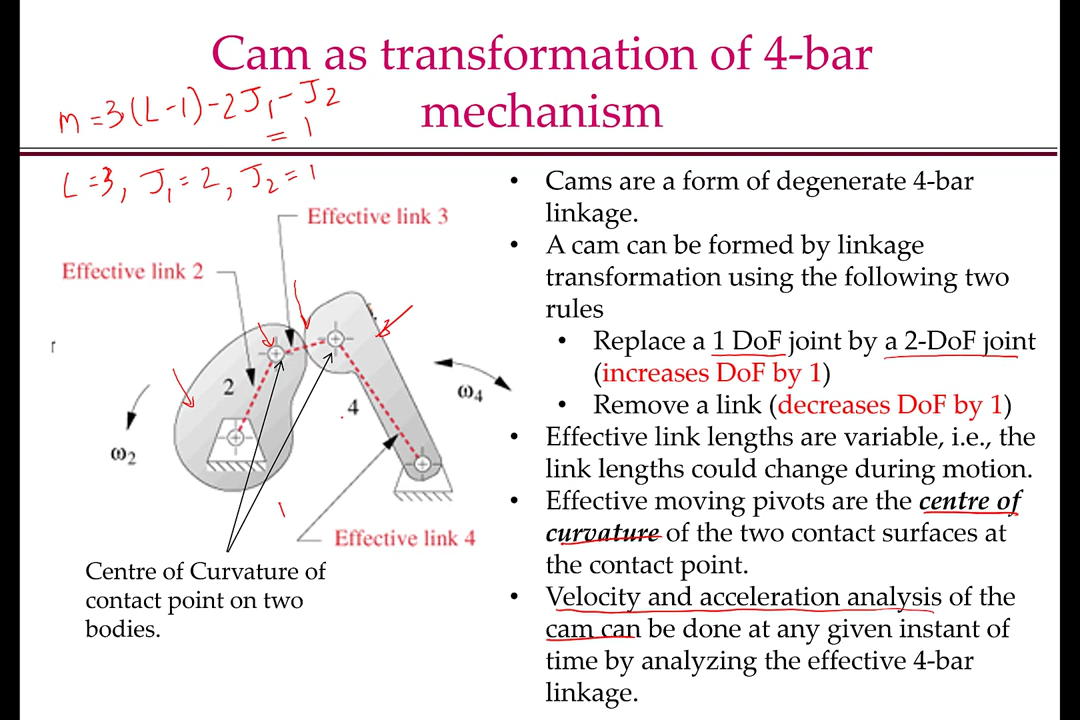 Cam as transformation of 4-bar
mechanism
m = 3(L-1) - 2J₁ - J₂
= 1
L = 3, J₁ = 2, J₂ = 1
Effective link 3
Effective link 2
2
4
ω₂
ω₄
1
Effective link 4
Centre of Curvature of
contact point on two
bodies.
• Cams are a form of degenerate 4-bar
linkage.
• A cam can be formed by linkage
transformation using the following two
rules
• Replace a 1 DoF joint by a 2-DoF joint
(increases DoF by 1)
• Remove a link (decreases DoF by 1)
• Effective link lengths are variable, i.e., the
link lengths could change during motion.
• Effective moving pivots are the centre of
curvature of the two contact surfaces at
the contact point.
• Velocity and acceleration analysis of the
cam can be done at any given instant of
time by analyzing the effective 4-bar
linkage.